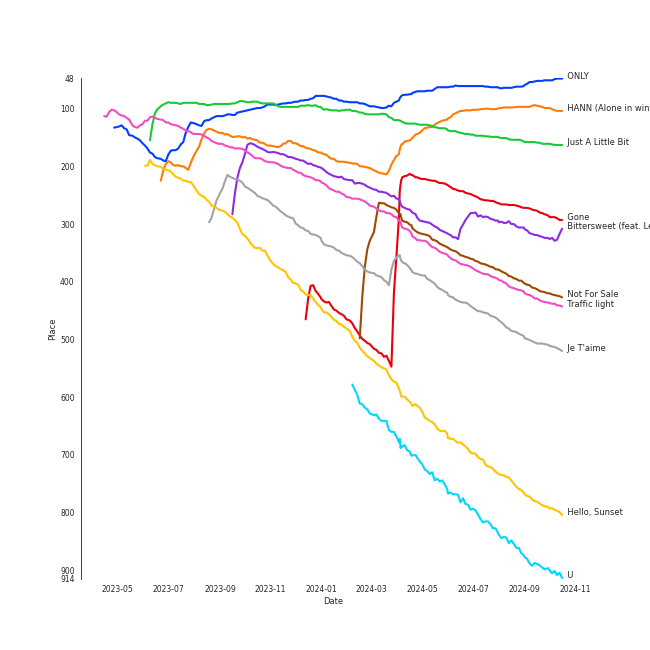 48
100
200
300
400
500
600
700
800
900
914
Place
ONLY
HANN (Alone in win
Just A Little Bit
Gone
Bittersweet (feat. Le
Not For Sale
Traffic light
Je T'aime
Hello, Sunset
U
2023-05
2023-07
2023-09
2023-11
2024-01
2024-03
2024-05
2024-07
2024-09
2024-11
Date